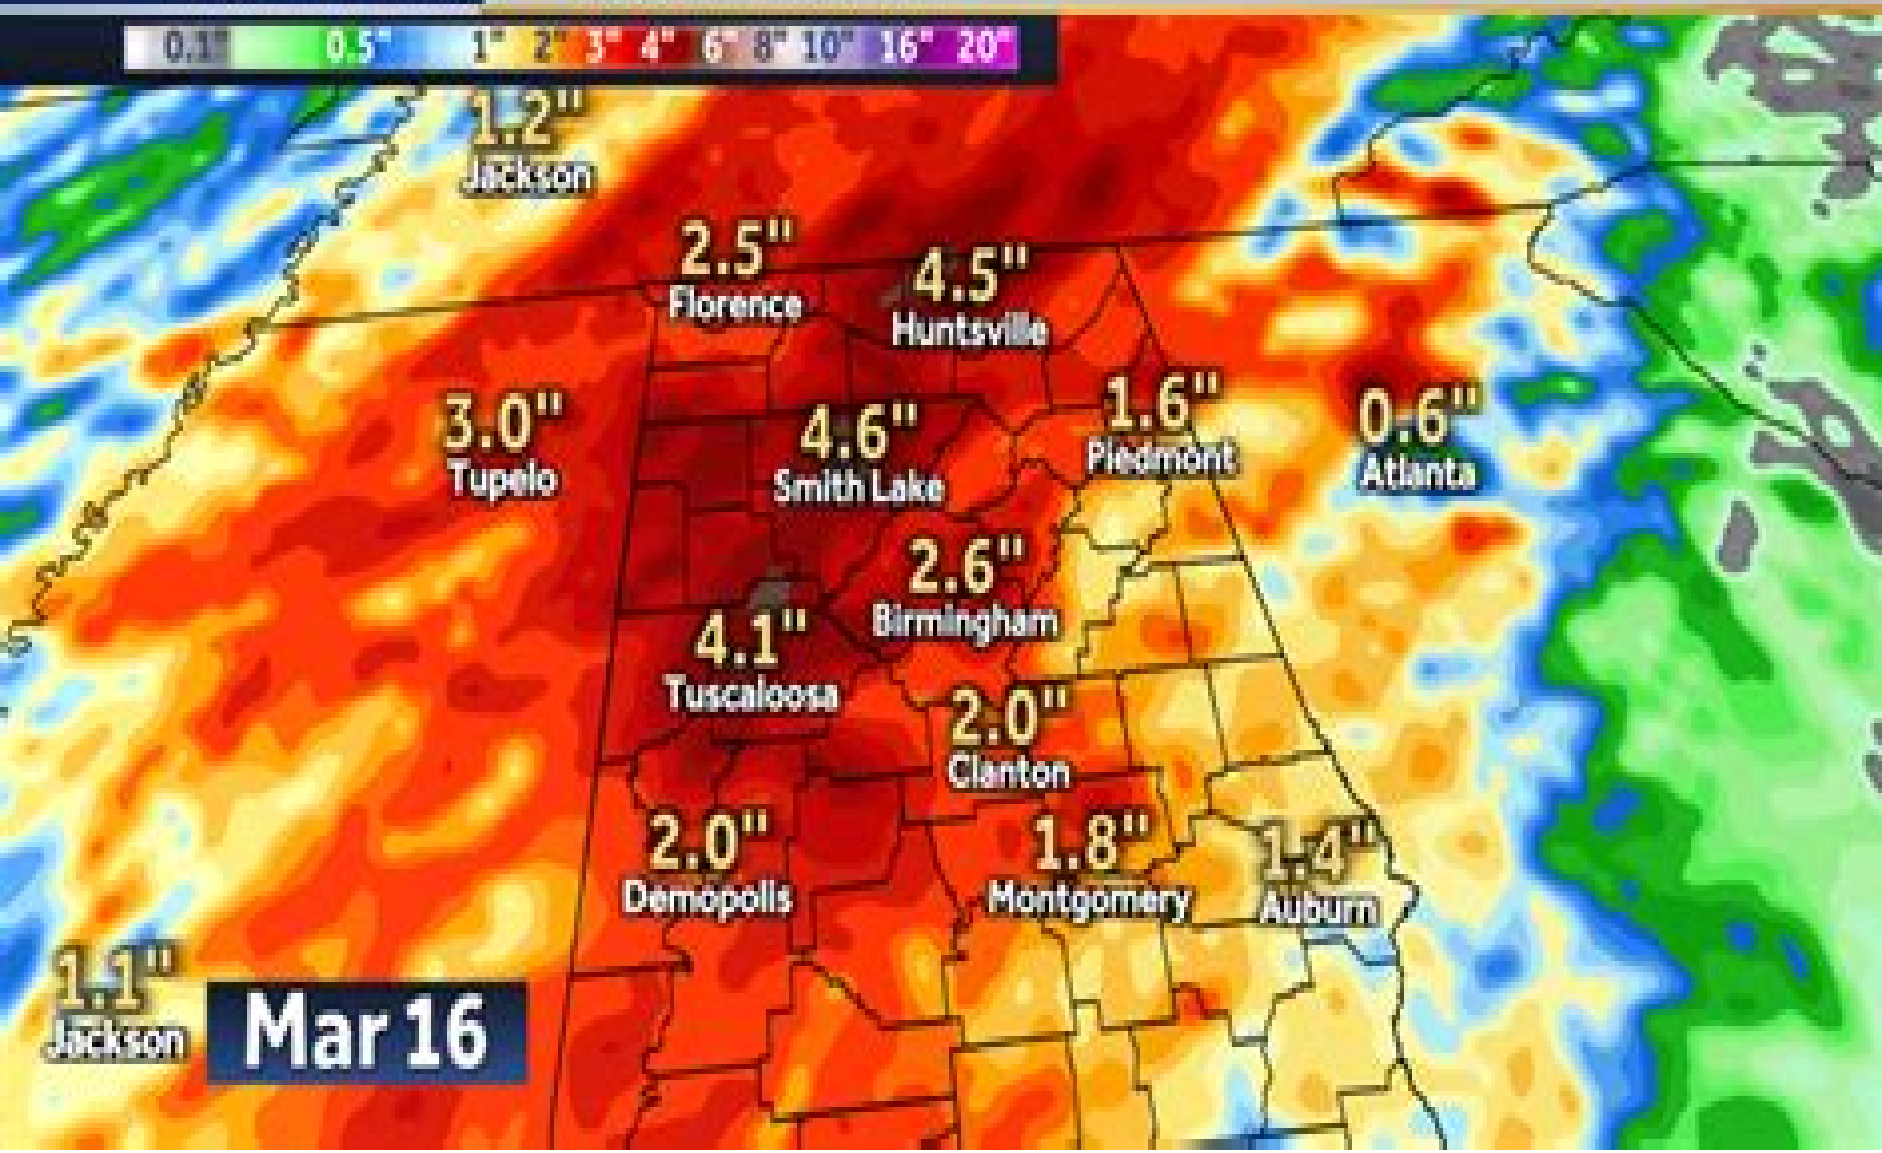 0.1" 0.5" 1" 2" 3" 4" 6" 8" 10" 16" 20"
1.2"
Jackson
2.5"
Florence
4.5"
Huntsville
3.0"
Tupelo
4.6"
Smith Lake
1.6"
Piedmont
0.6"
Atlanta
2.6"
Birmingham
4.1"
Tuscaloosa
2.0"
Clanton
2.0"
Demopolis
1.8"
Montgomery
1.4"
Auburn
1.1"
Jackson
Mar 16